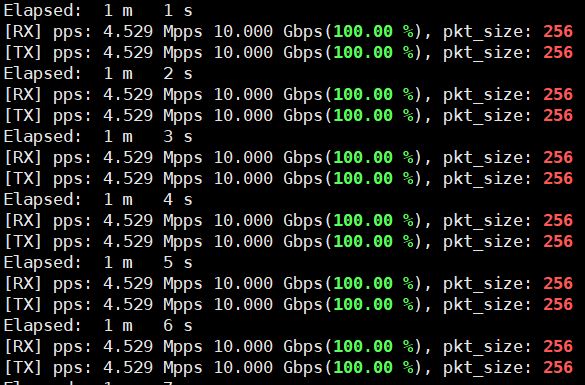 Elapsed:  1 m   1 s
[RX] pps: 4.529 Mpps 10.000 Gbps(100.00 %), pkt_size: 256
[TX] pps: 4.529 Mpps 10.000 Gbps(100.00 %), pkt_size: 256
Elapsed:  1 m   2 s
[RX] pps: 4.529 Mpps 10.000 Gbps(100.00 %), pkt_size: 256
[TX] pps: 4.529 Mpps 10.000 Gbps(100.00 %), pkt_size: 256
Elapsed:  1 m   3 s
[RX] pps: 4.529 Mpps 10.000 Gbps(100.00 %), pkt_size: 256
[TX] pps: 4.529 Mpps 10.000 Gbps(100.00 %), pkt_size: 256
Elapsed:  1 m   4 s
[RX] pps: 4.529 Mpps 10.000 Gbps(100.00 %), pkt_size: 256
[TX] pps: 4.529 Mpps 10.000 Gbps(100.00 %), pkt_size: 256
Elapsed:  1 m   5 s
[RX] pps: 4.529 Mpps 10.000 Gbps(100.00 %), pkt_size: 256
[TX] pps: 4.529 Mpps 10.000 Gbps(100.00 %), pkt_size: 256
Elapsed:  1 m   6 s
[RX] pps: 4.529 Mpps 10.000 Gbps(100.00 %), pkt_size: 256
[TX] pps: 4.529 Mpps 10.000 Gbps(100.00 %), pkt_size: 256